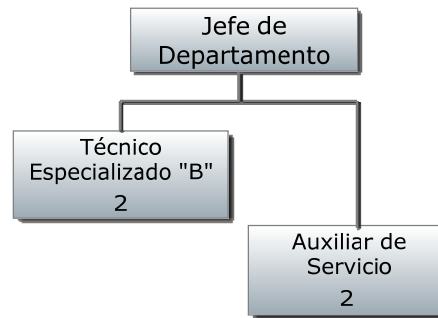 Jefe de
Departamento
Técnico
Especializado "B"
2
Auxiliar de
Servicio
2